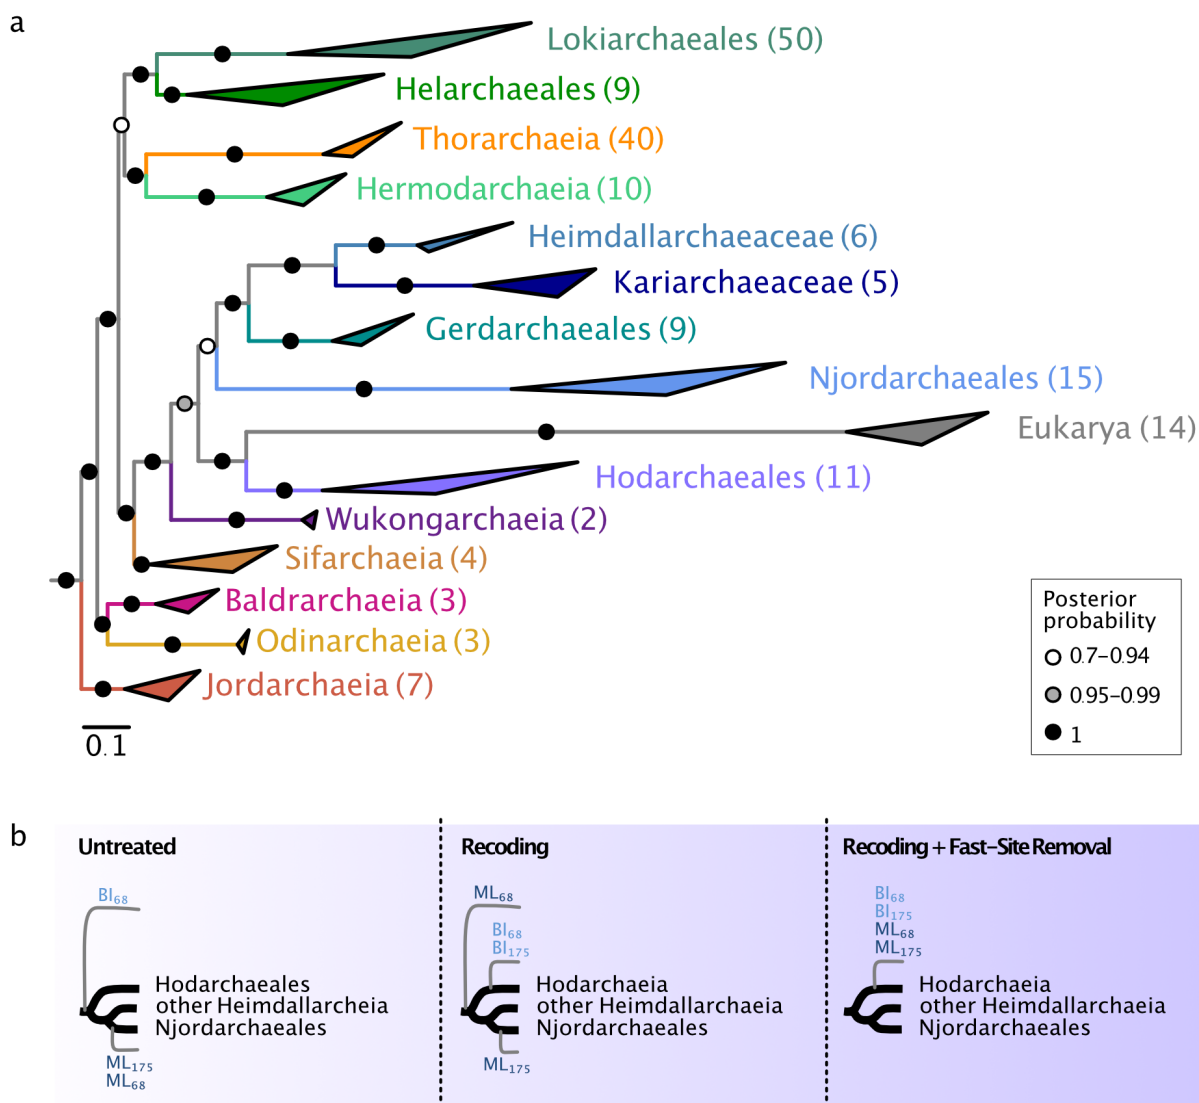 a
Lokiarchaeales (50)
Helarchaeales (9)
Thorarchaeia (40)
Hermodarchaeia (10)
Heimdallarchaeaceae (6)
Kariarchaeaceae (5)
Gerdarchaeales (9)
Njordarchaeales (15)
Eukarya (14)
Hodarchaeales (11)
Wukongarchaeia (2)
Sifarchaeia (4)
Baldrarchaeia (3)
Odinarchaeia (3)
Jordarchaeia (7)
0.1
Posterior
probability
0.7–0.94
0.95–0.99
1
b
Untreated
BI68
Hodarchaeales
other Heimdallarcheia
Njordarchaeales
ML175
ML68
Recoding
ML68
BI68
BI175
Hodarchaeia
other Heimdallarchaeia
Njordarchaeales
ML175
Recoding + Fast–Site Removal
BI68
BI175
ML68
ML175
Hodarchaeia
other Heimdallarchaeia
Njordarchaeales